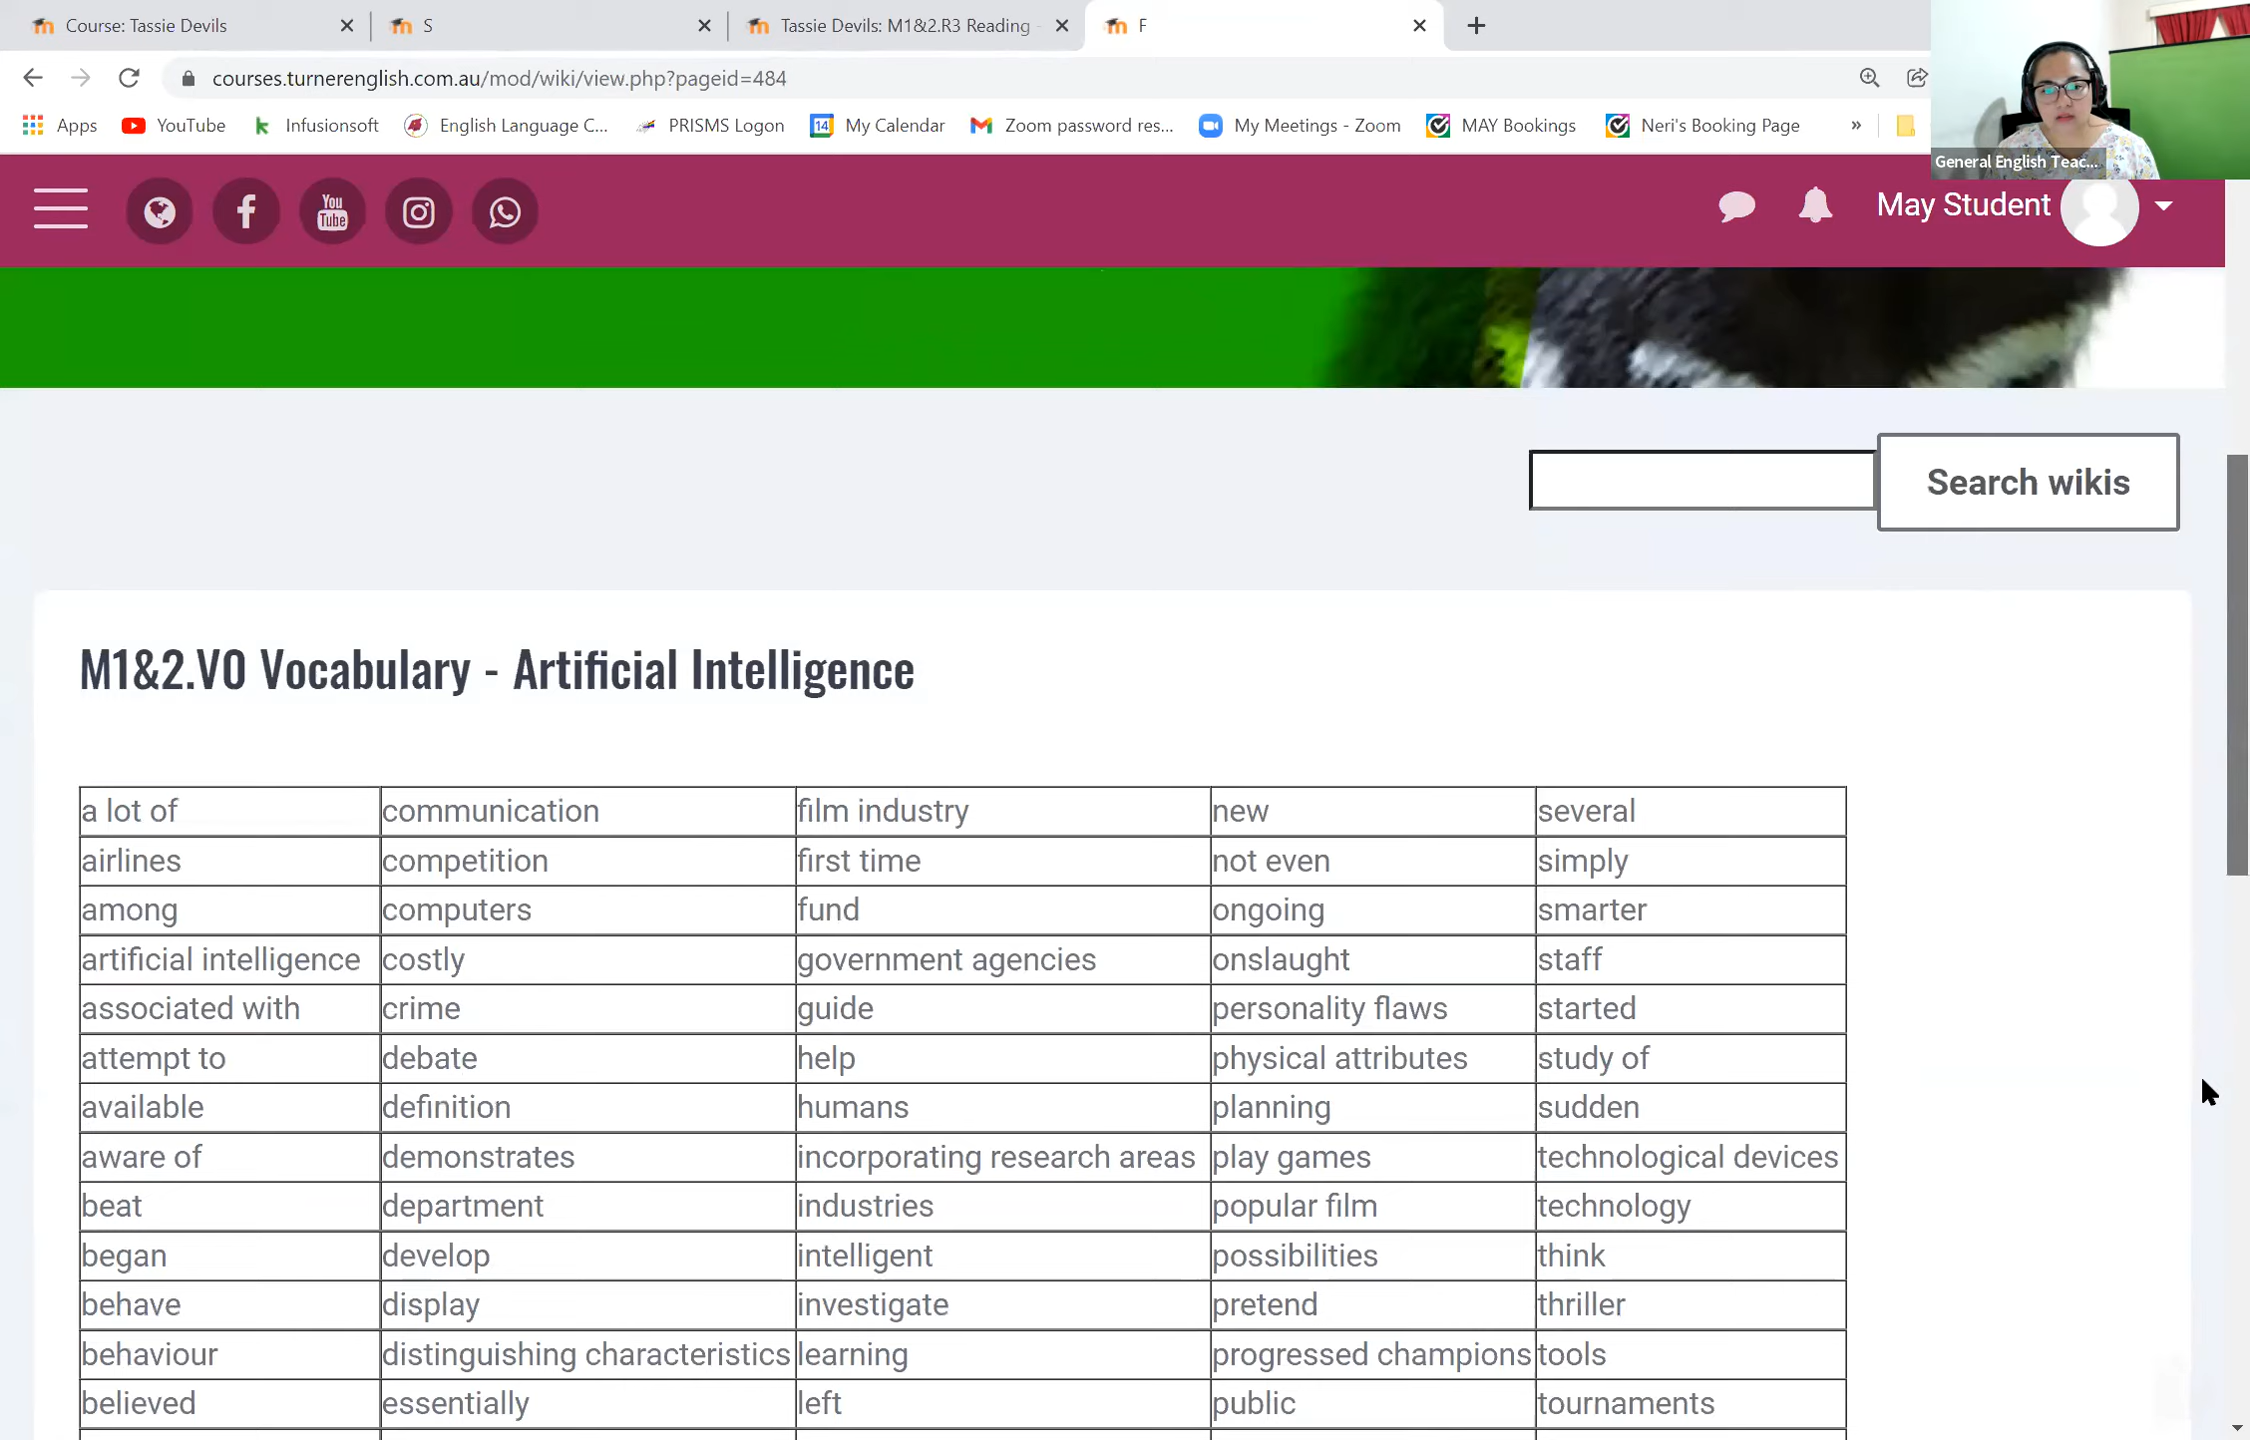 Course: Tassie Devils
S
Tassie Devils: M1&2.R3 Reading -
F
courses.turnerenglish.com.au/mod/wiki/view.php?pageid=484
Apps YouTube Infusionsoft English Language C... PRISMS Logon 14 My Calendar Zoom password res... My Meetings - Zoom MAY Bookings Neri's Booking Page »
General English Teac...
You Tube
May Student
Search wikis
M1&2.V0 Vocabulary - Artificial Intelligence
a lot of communication film industry new several
airlines competition first time not even simply
among computers fund ongoing smarter
artificial intelligence costly government agencies onslaught staff
associated with crime guide personality flaws started
attempt to debate help physical attributes study of
available definition humans planning sudden
aware of demonstrates incorporating research areas play games technological devices
beat department industries popular film technology
began develop intelligent possibilities think
behave display investigate pretend thriller
behaviour distinguishing characteristics learning progressed champions tools
believed essentially left public tournaments